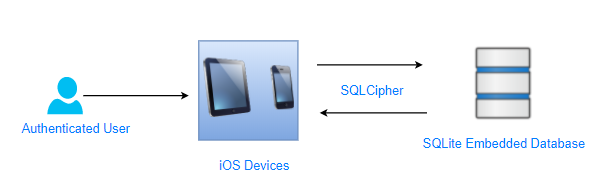 SQLCipher
Authenticated User
SQLite Embedded Database
iOS Devices